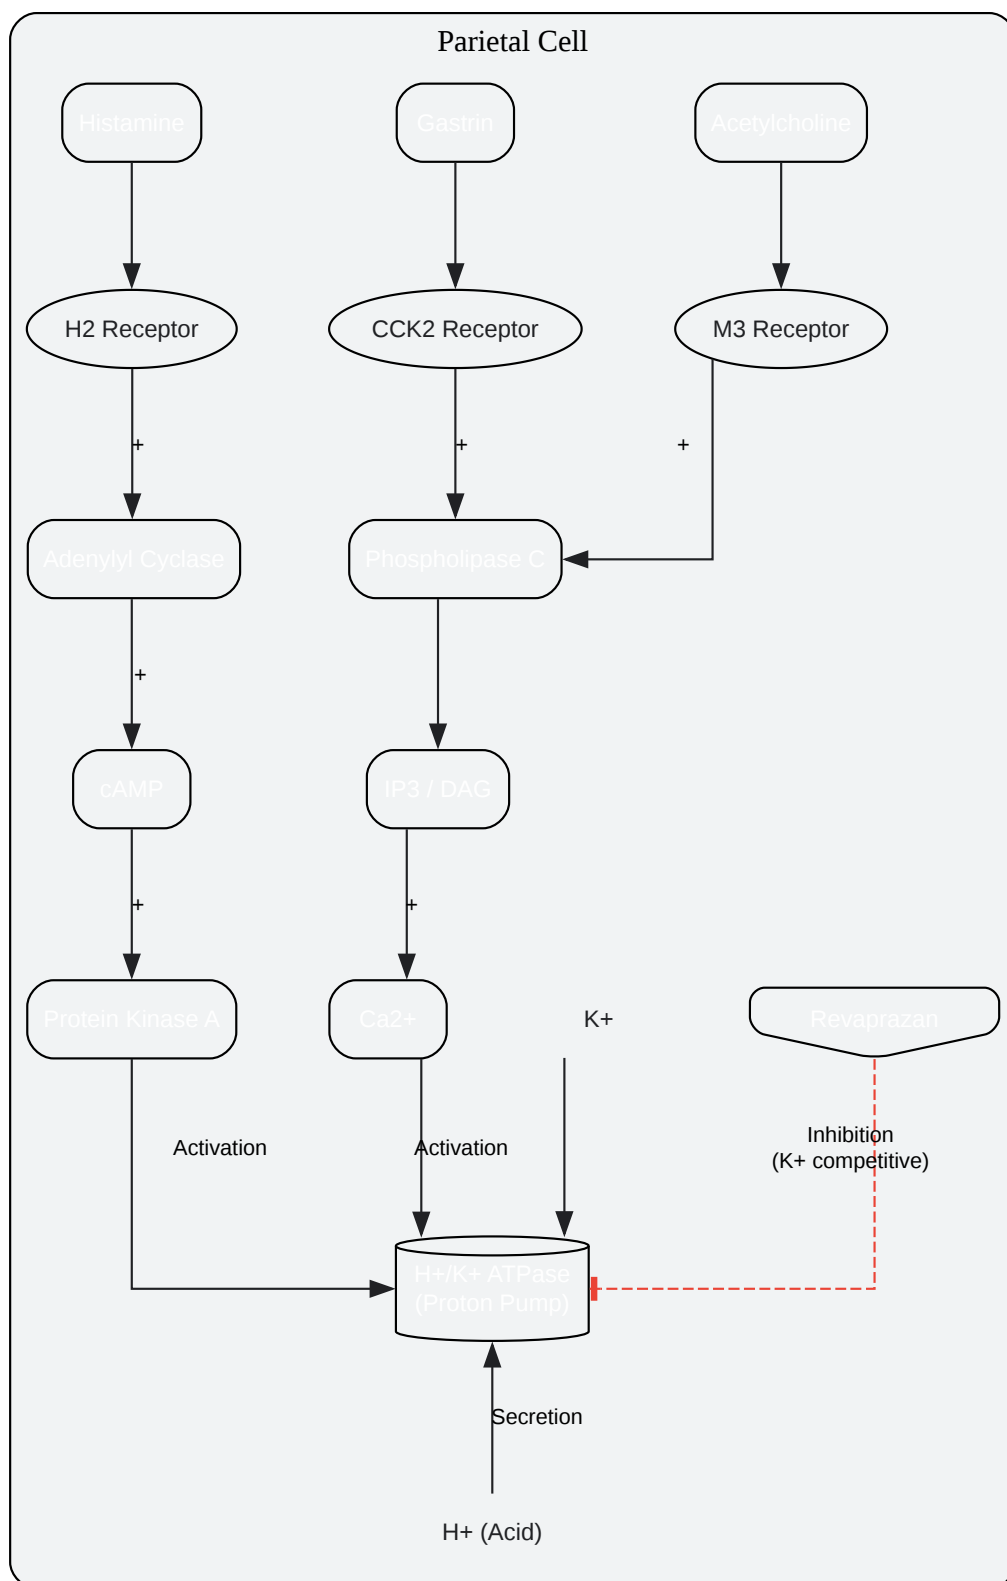 Parietal Cell
Histamine
Gastrin
Acetylcholine
H2 Receptor
CCK2 Receptor
M3 Receptor
+
+
+
Adenylyl Cyclase
Phospholipase C
+
cAMP
IP3 / DAG
+
+
Protein Kinase A
Ca2+
K+
Revaprazan
Activation
Activation
Inhibition
(K+ competitive)
H+/K+ ATPase
(Proton Pump)
Secretion
H+ (Acid)